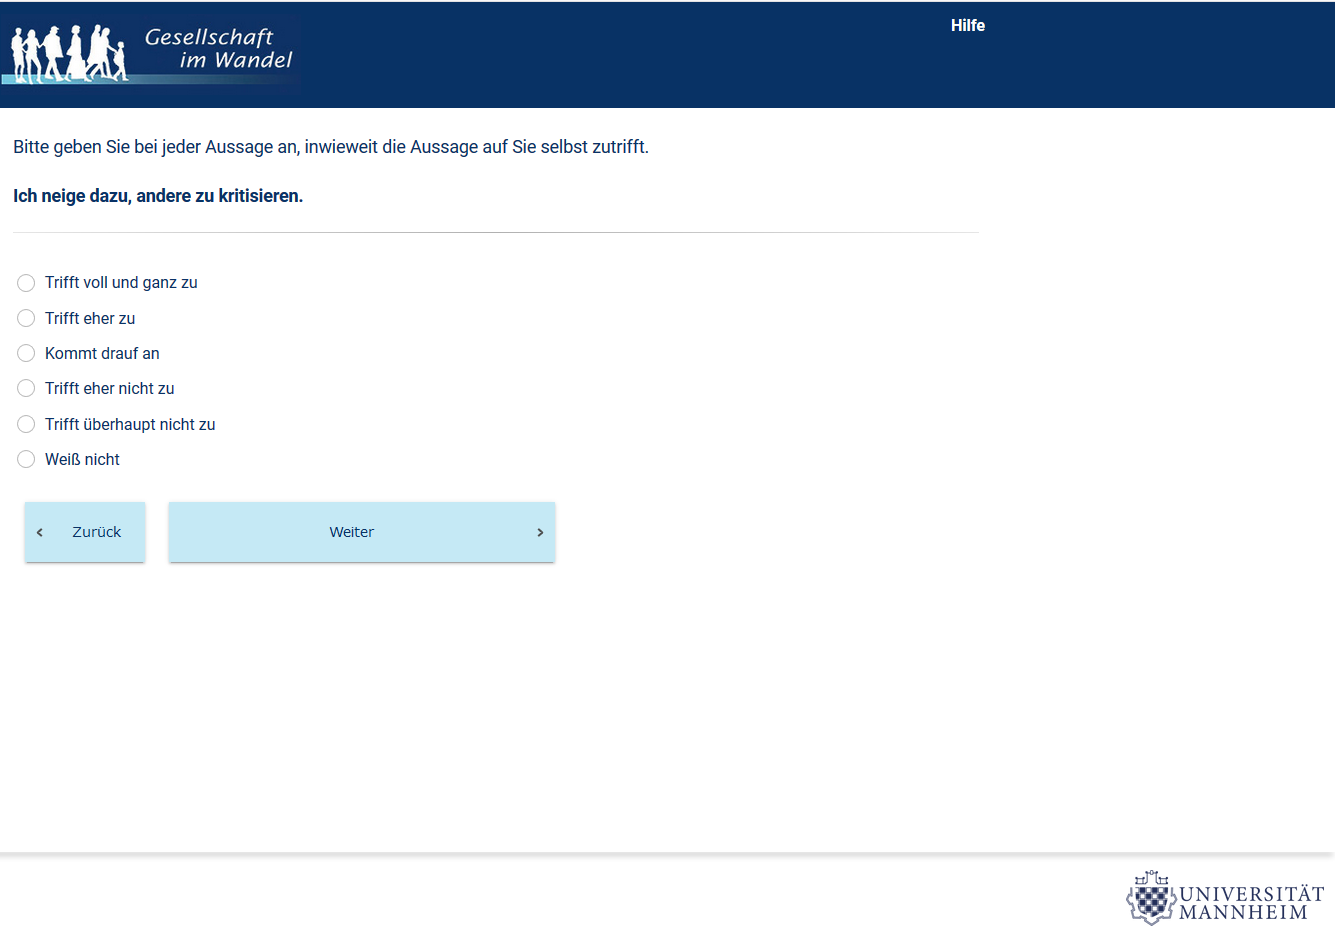 Gesellschaft
im Wandel
Hilfe
Bitte geben Sie bei jeder Aussage an, inwieweit die Aussage auf Sie selbst zutrifft.
Ich neige dazu, andere zu kritisieren.
Trifft voll und ganz zu
Trifft eher zu
Kommt drauf an
Trifft eher nicht zu
Trifft überhaupt nicht zu
Weiß nicht
Zurück
Weiter
UNIVERSITÄT
MANNHEIM